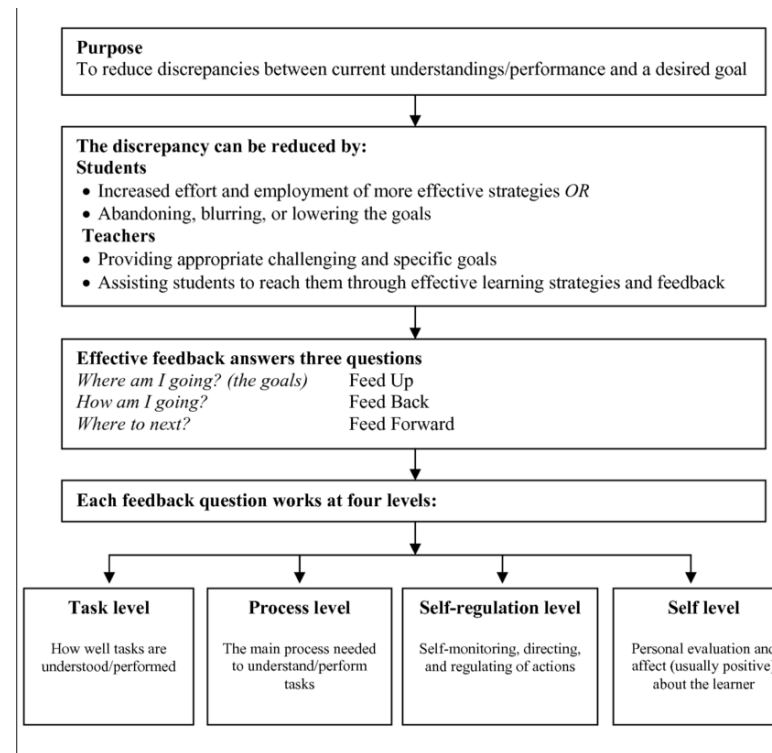 Purpose
To reduce discrepancies between current understandings/performance and a desired goal
The discrepancy can be reduced by:
Students
• Increased effort and employment of more effective strategies OR
• Abandoning, blurring, or lowering the goals
Teachers
• Providing appropriate challenging and specific goals
• Assisting students to reach them through effective learning strategies and feedback
Effective feedback answers three questions
Where am I going? (the goals) Feed Up
How am I going? Feed Back
Where to next? Feed Forward
Each feedback question works at four levels:
Task level
How well tasks are
understood/performed
Process level
The main process needed
to understand/perform
tasks
Self-regulation level
Self-monitoring, directing,
and regulating of actions
Self level
Personal evaluation and
affect (usually positive)
about the learner